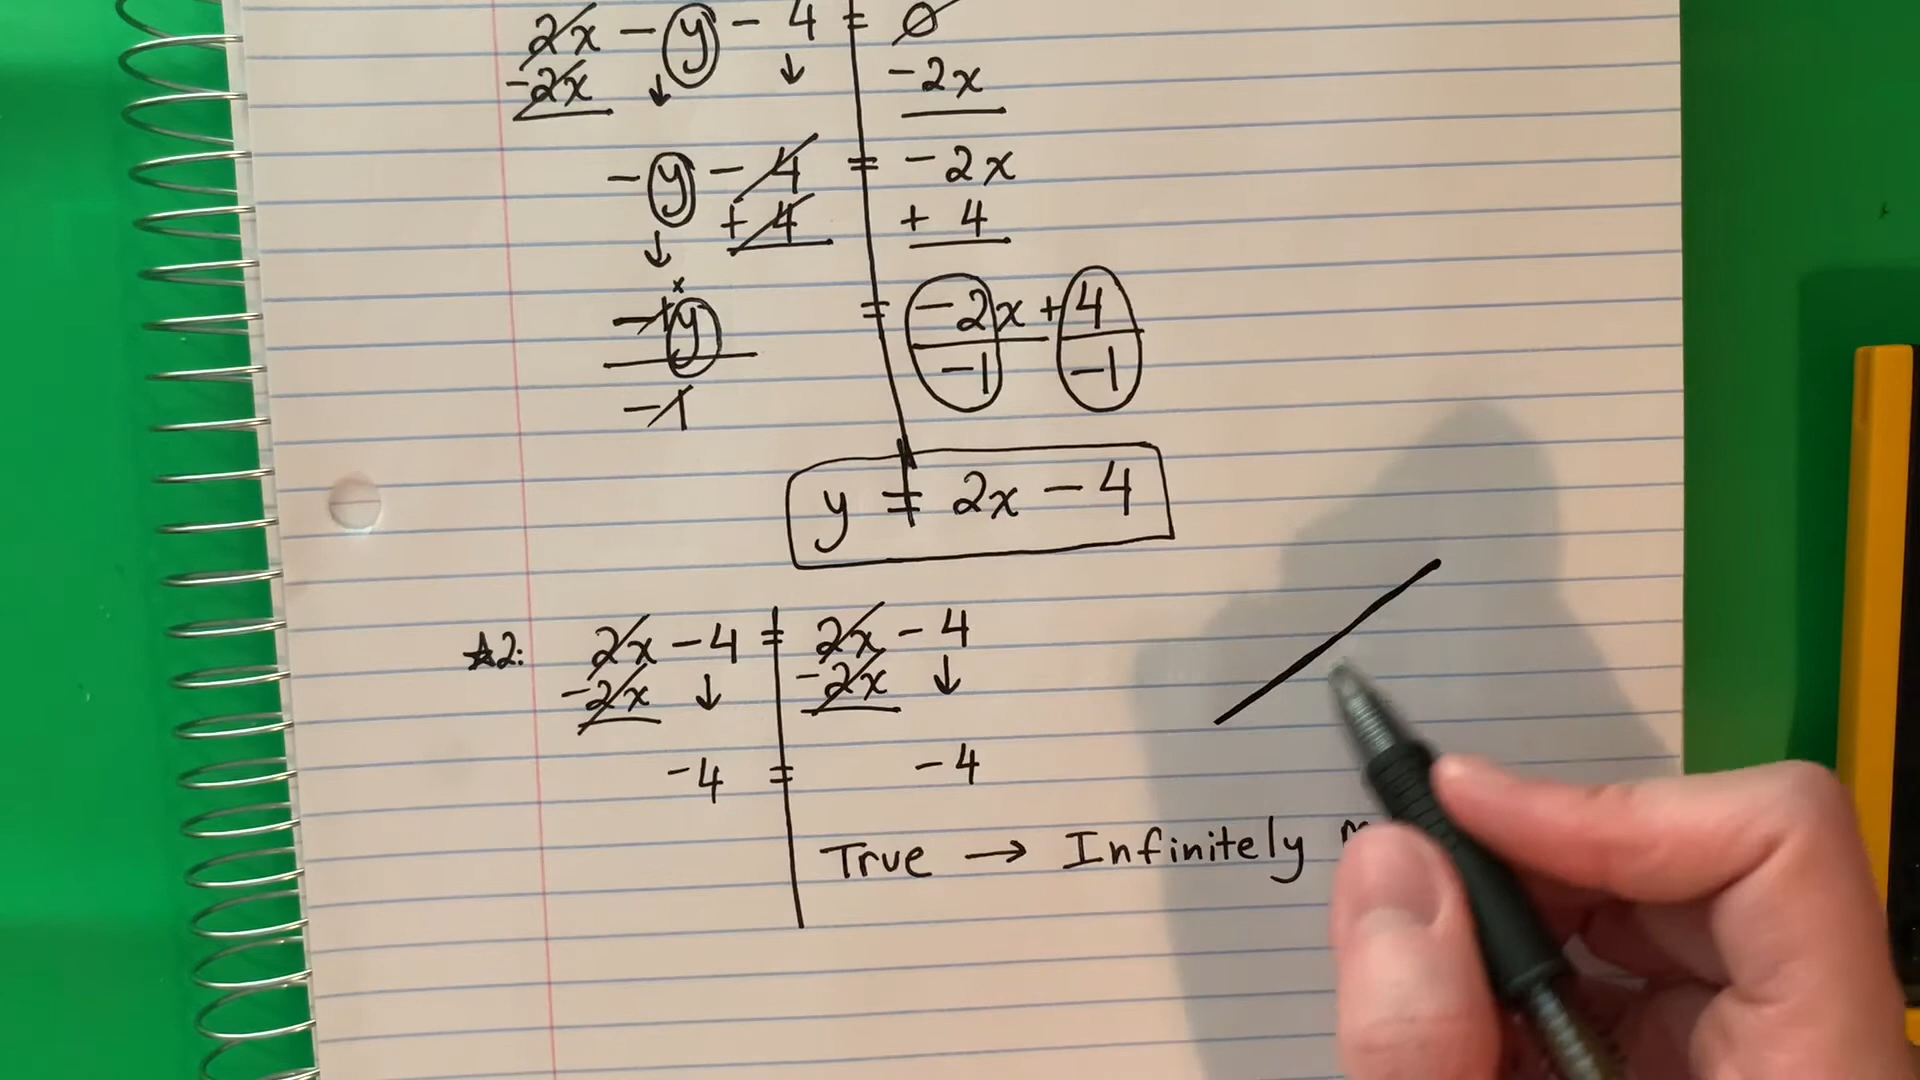 2x - y - 4 = 0
-2x ↓ ↓ -2x
-y - 4 = -2x
+ 4 + 4
↓
-1y = -2x + 4
-1 -1 -1
y = 2x - 4
★2: 2x - 4 = 2x - 4
-2x ↓ -2x ↓
-4 = -4
True → Infinitely